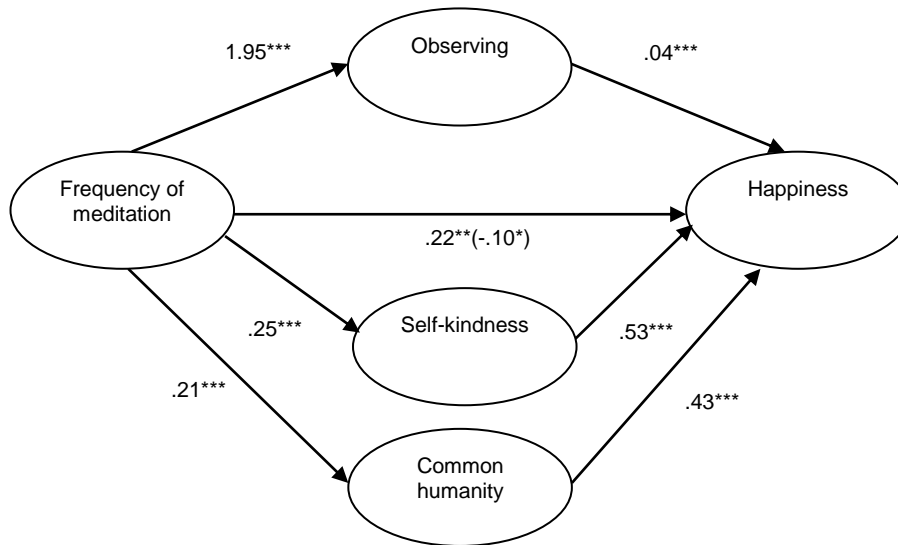 Observing
1.95***
.04***
Frequency of
meditation
Happiness
.22**(-.10*)
Self-kindness
.25***
.53***
.21***
.43***
Common
humanity